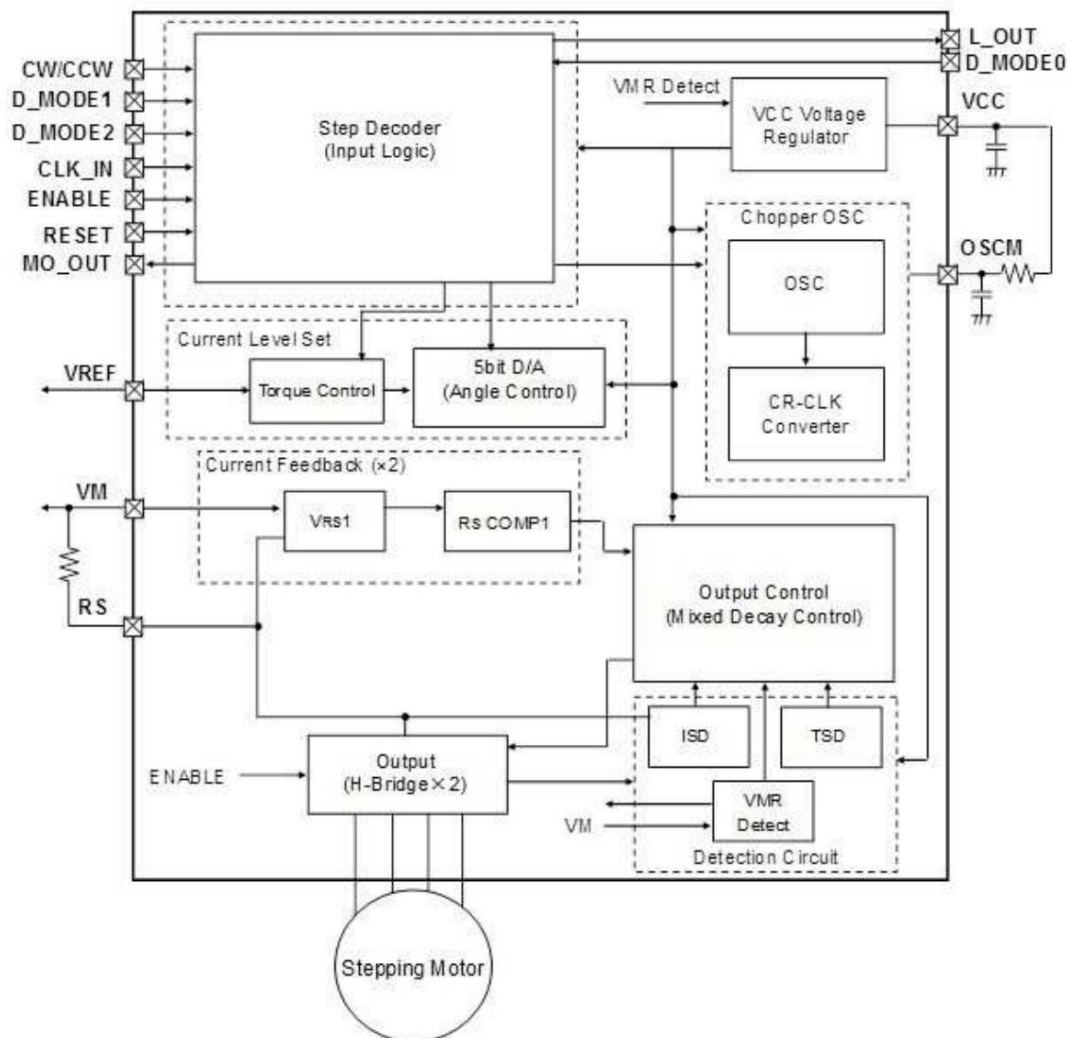 L_OUT
CW/CCW
D_MODE0
D_MODE1
VMR Detect
VCC
VCC Voltage
Regulator
D_MODE2
Step Decoder
(Input Logic)
CLK_IN
ENABLE
RESET
Chopper OSC
MO_OUT
OSCM
OSC
Current Level Set
VREF
Torque Control
5bit D/A
(Angle Control)
CR-CLK
Converter
Current Feedback (×2)
VM
VRS1
RS COMP1
Output Control
(Mixed Decay Control)
RS
ISD
TSD
ENABLE
Output
(H-Bridge×2)
VM
VMR
Detect
Detection Circuit
Stepping Motor